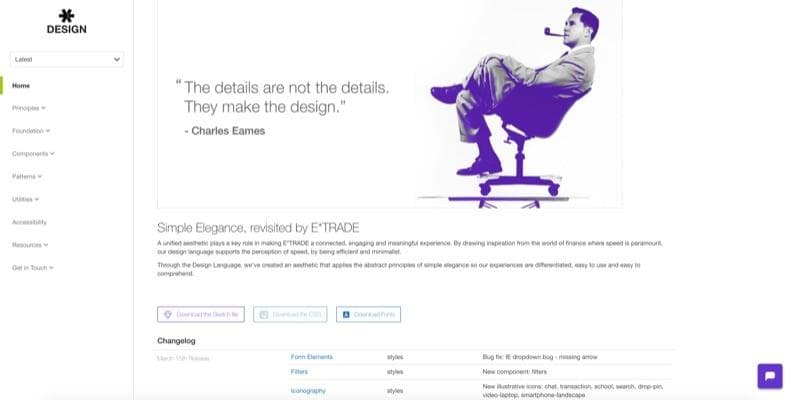 DESIGN
Latest
Home
Principles
Foundation
Components
Patterns
Utilities
Accessibility
Resources
Get in Touch
“The details are not the details.
They make the design.”
- Charles Eames
Simple Elegance, revisited by E*TRADE
A unified aesthetic plays a key role in making E*TRADE a connected, engaging and meaningful experience. By drawing inspiration from the world of finance where speed is paramount,
our design language supports the perception of speed, by being efficient and minimalist.
Through the Design Language, we've created an aesthetic that applies the abstract principles of simple elegance so our experiences are differentiated, easy to use and easy to
comprehend.
Download the Sketch file
Download the CSS
Download Fonts
Changelog
March 15th Release
Form Elements
styles
Bug fix: IE dropdown bug - missing arrow
Filters
styles
New component: filters
Iconography
styles
New illustrative icons: chat, transaction, school, search, drop-pin,
video-laptop, smartphone-landscape